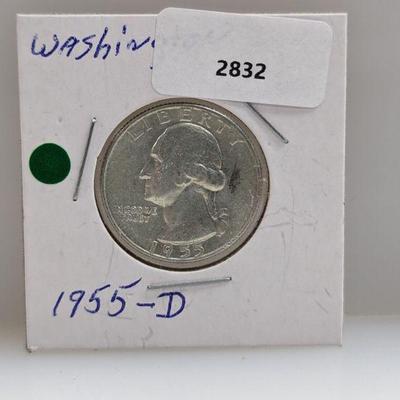 Washin
2832
LIBERTY
IN GOD WE
TRUST
1955
1955-D